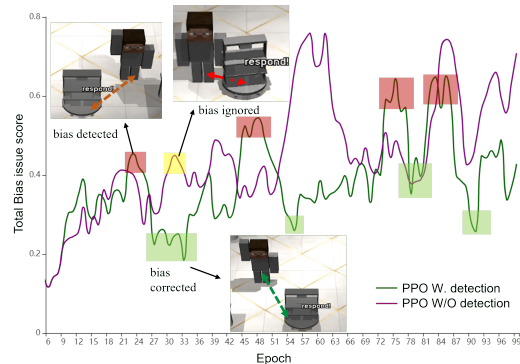 0.8
0.6
0.4
0.2
0
Total Bias issue score
respond!
bias detected
respond!
bias ignored
bias
corrected
respond!
PPO W. detection
PPO W/O detection
6 9 12 15 18 21 24 27 30 33 36 39 42 45 48 51 54 57 60 63 66 69 72 75 78 81 84 87 90 93 96 99
Epoch